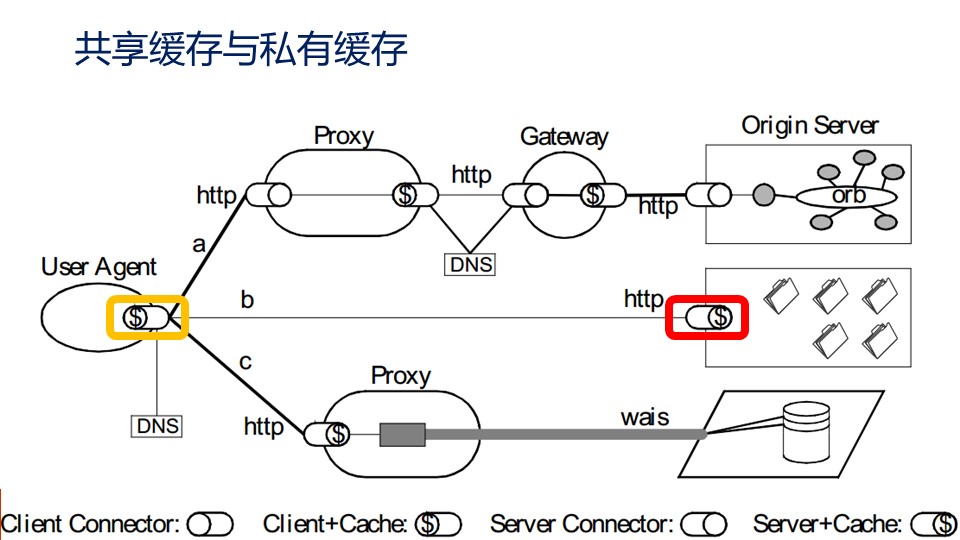 共享缓存与私有缓存
Proxy
Gateway
Origin Server
http
$
http
$
http
orb
a
DNS
User Agent
$
b
http
$
c
DNS
Proxy
http
$
wais
Client Connector:
Client+Cache: $
Server Connector:
Server+Cache: $